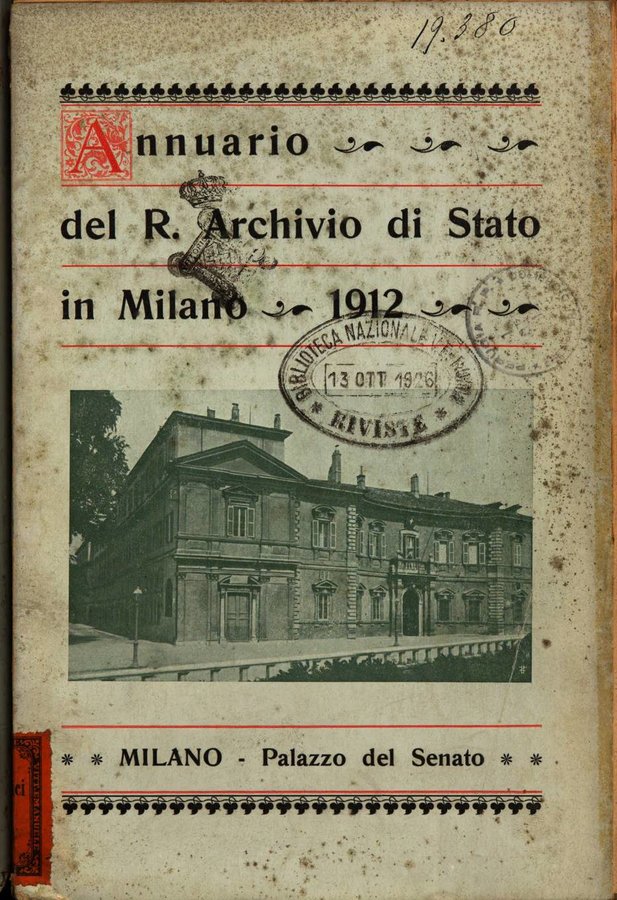 19.380
Annuario
del R. Archivio di Stato
in Milano 1912
BIBLIOTECA NAZIONALE
13 OTT 1926
RIVISTE
MILANO - Palazzo del Senato
ci